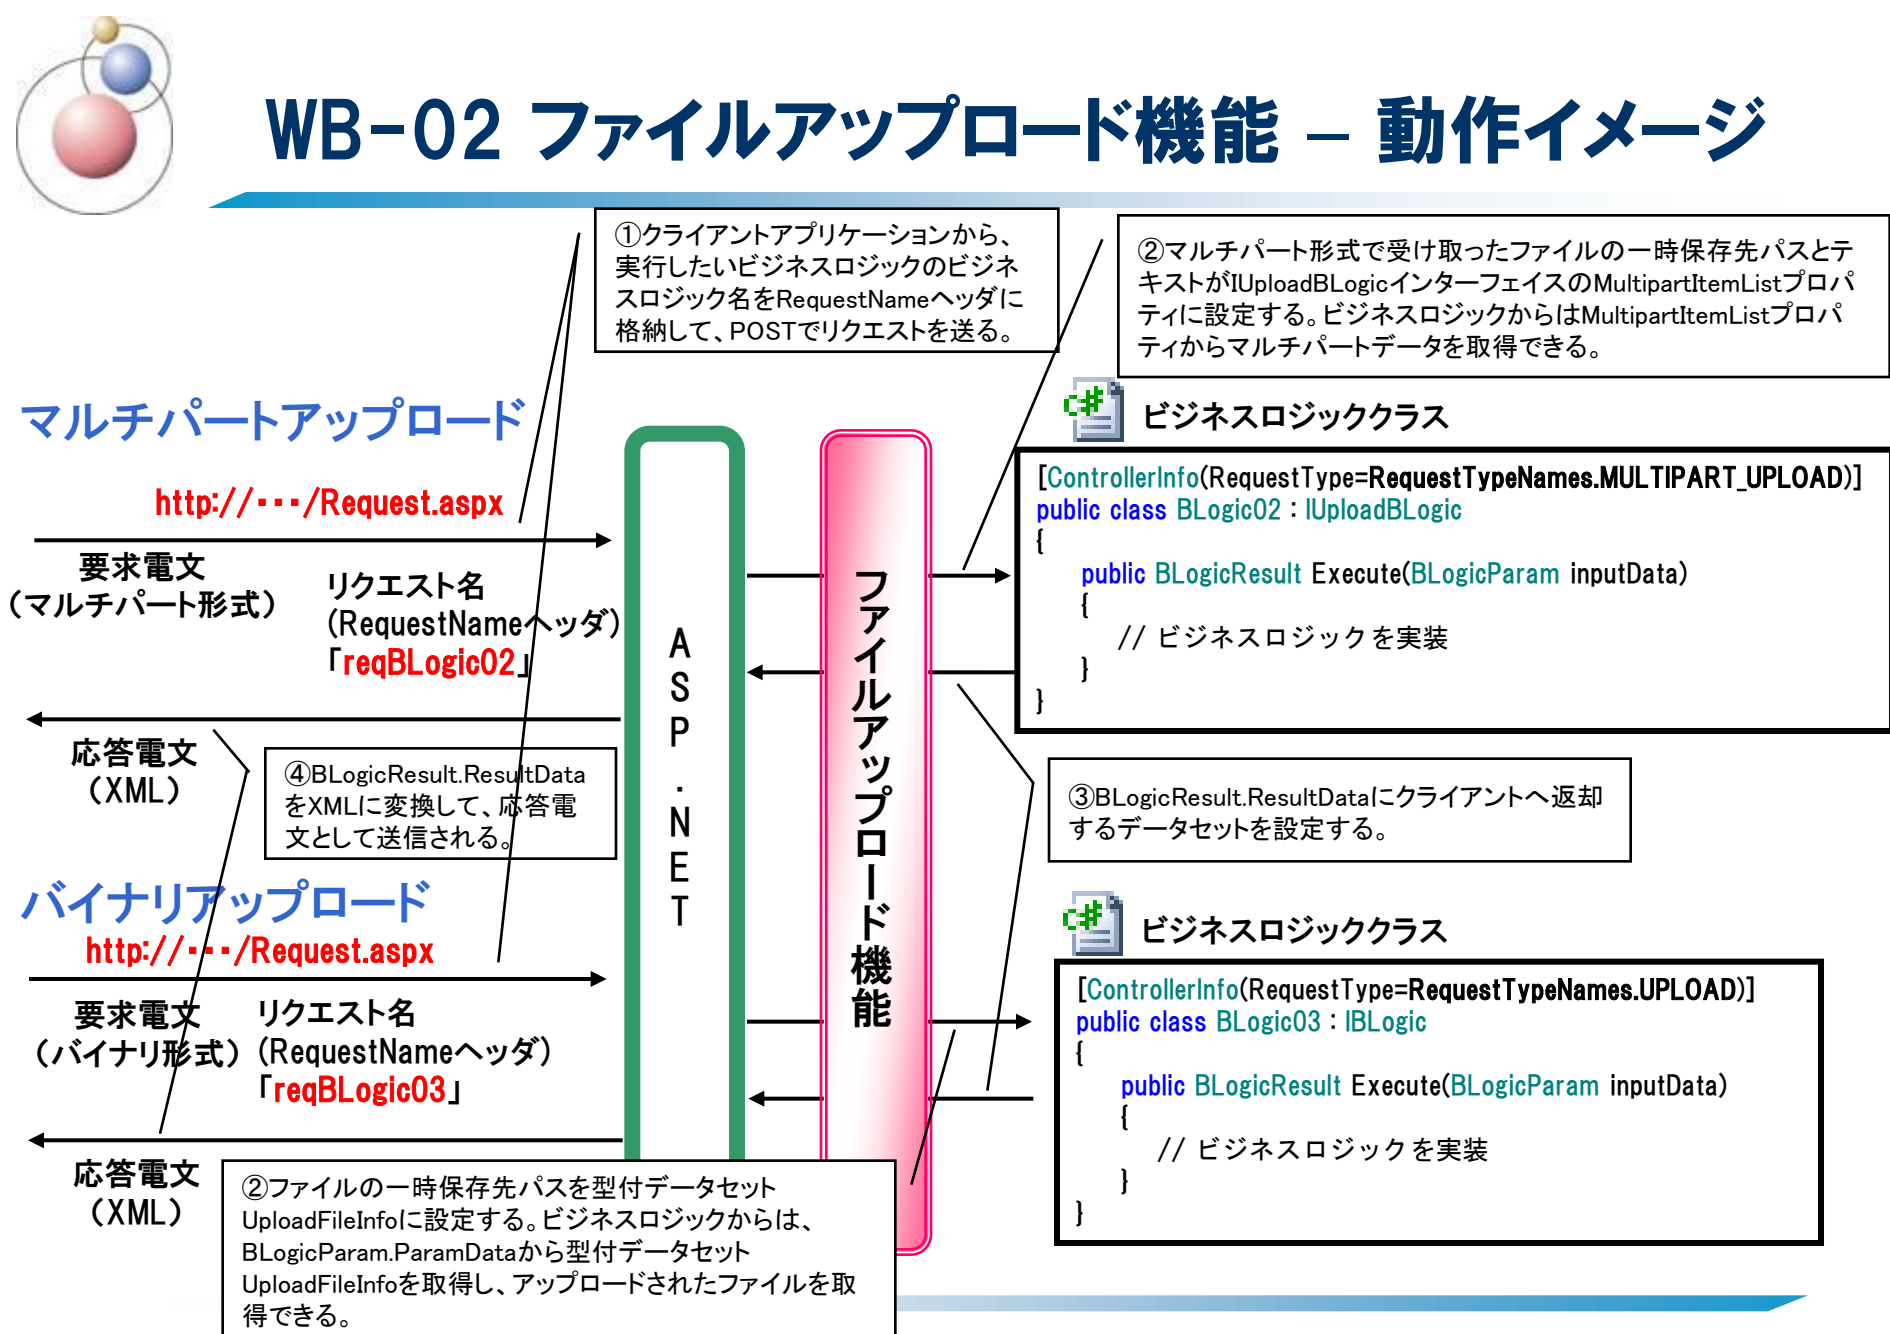 WB-02 ファイルアップロード機能 – 動作イメージ
①クライアントアプリケーションから、
実行したいビジネスロジックのビジネ
スロジック名をRequestNameヘッダに
格納して、POSTでリクエストを送る。
②マルチパート形式で受け取ったファイルの一時保存先パスとテ
キストがIUploadBLogicインターフェイスのMultipartItemListプロパ
ティに設定する。ビジネスロジックからはMultipartItemListプロパ
ティからマルチパートデータを取得できる。
マルチパートアップロード
http://・・・/Request.aspx
要求電文
（マルチパート形式）
リクエスト名
(RequestNameヘッダ)
「reqBLogic02」
応答電文
（XML）
④BLogicResult.ResultData
をXMLに変換して、応答電
文として送信される。
ASP.NET
ファイルアップロード機能
ビジネスロジッククラス
[ControllerInfo(RequestType=RequestTypeNames.MULTIPART_UPLOAD)]
public class BLogic02 : IUploadBLogic
{
public BLogicResult Execute(BLogicParam inputData)
{
// ビジネスロジックを実装
}
}
③BLogicResult.ResultDataにクライアントへ返却
するデータセットを設定する。
バイナリアップロード
http://・・・/Request.aspx
要求電文
（バイナリ形式）
リクエスト名
(RequestNameヘッダ)
「reqBLogic03」
応答電文
（XML）
②ファイルの一時保存先パスを型付データセット
UploadFileInfoに設定する。ビジネスロジックからは、
BLogicParam.ParamDataから型付データセット
UploadFileInfoを取得し、アップロードされたファイルを取
得できる。
ビジネスロジッククラス
[ControllerInfo(RequestType=RequestTypeNames.UPLOAD)]
public class BLogic03 : IBLogic
{
public BLogicResult Execute(BLogicParam inputData)
{
// ビジネスロジックを実装
}
}